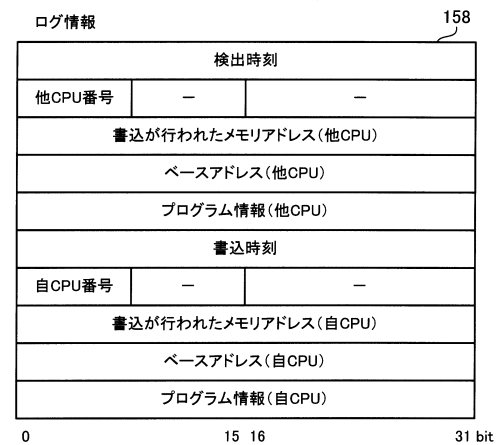 ログ情報
158
検出時刻
他CPU番号 － －
書込が行われたメモリアドレス（他CPU）
ベースアドレス（他CPU）
プログラム情報（他CPU）
書込時刻
自CPU番号 － －
書込が行われたメモリアドレス（自CPU）
ベースアドレス（自CPU）
プログラム情報（自CPU）
0 15 16 31 bit